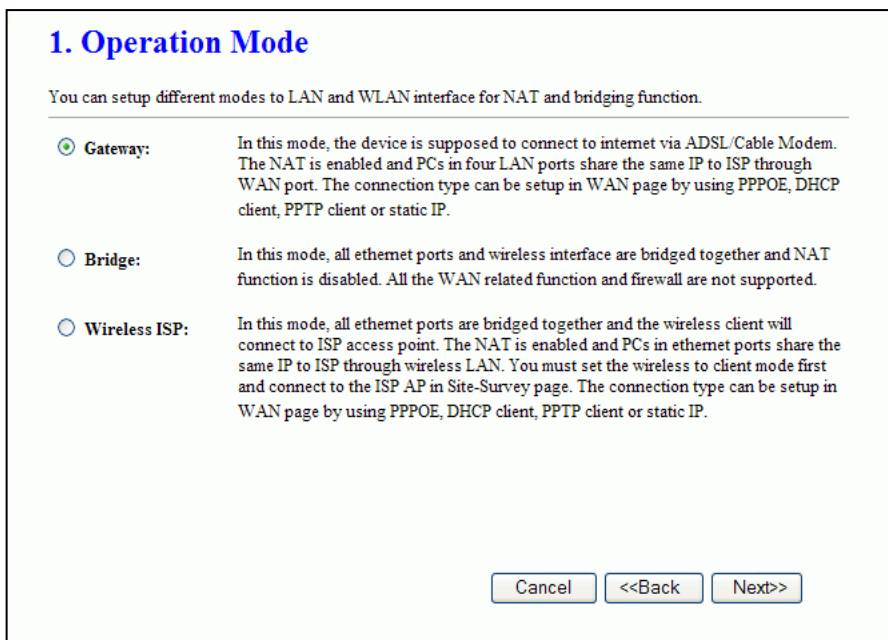 1. Operation Mode
You can setup different modes to LAN and WLAN interface for NAT and bridging function.
Gateway:
In this mode, the device is supposed to connect to internet via ADSL/Cable Modem.
The NAT is enabled and PCs in four LAN ports share the same IP to ISP through
WAN port. The connection type can be setup in WAN page by using PPPOE, DHCP
client, PPTP client or static IP.
Bridge:
In this mode, all ethernet ports and wireless interface are bridged together and NAT
function is disabled. All the WAN related function and firewall are not supported.
Wireless ISP:
In this mode, all ethernet ports are bridged together and the wireless client will
connect to ISP access point. The NAT is enabled and PCs in ethernet ports share the
same IP to ISP through wireless LAN. You must set the wireless to client mode first
and connect to the ISP AP in Site-Survey page. The connection type can be setup in
WAN page by using PPPOE, DHCP client, PPTP client or static IP.
Cancel <<Back Next>>